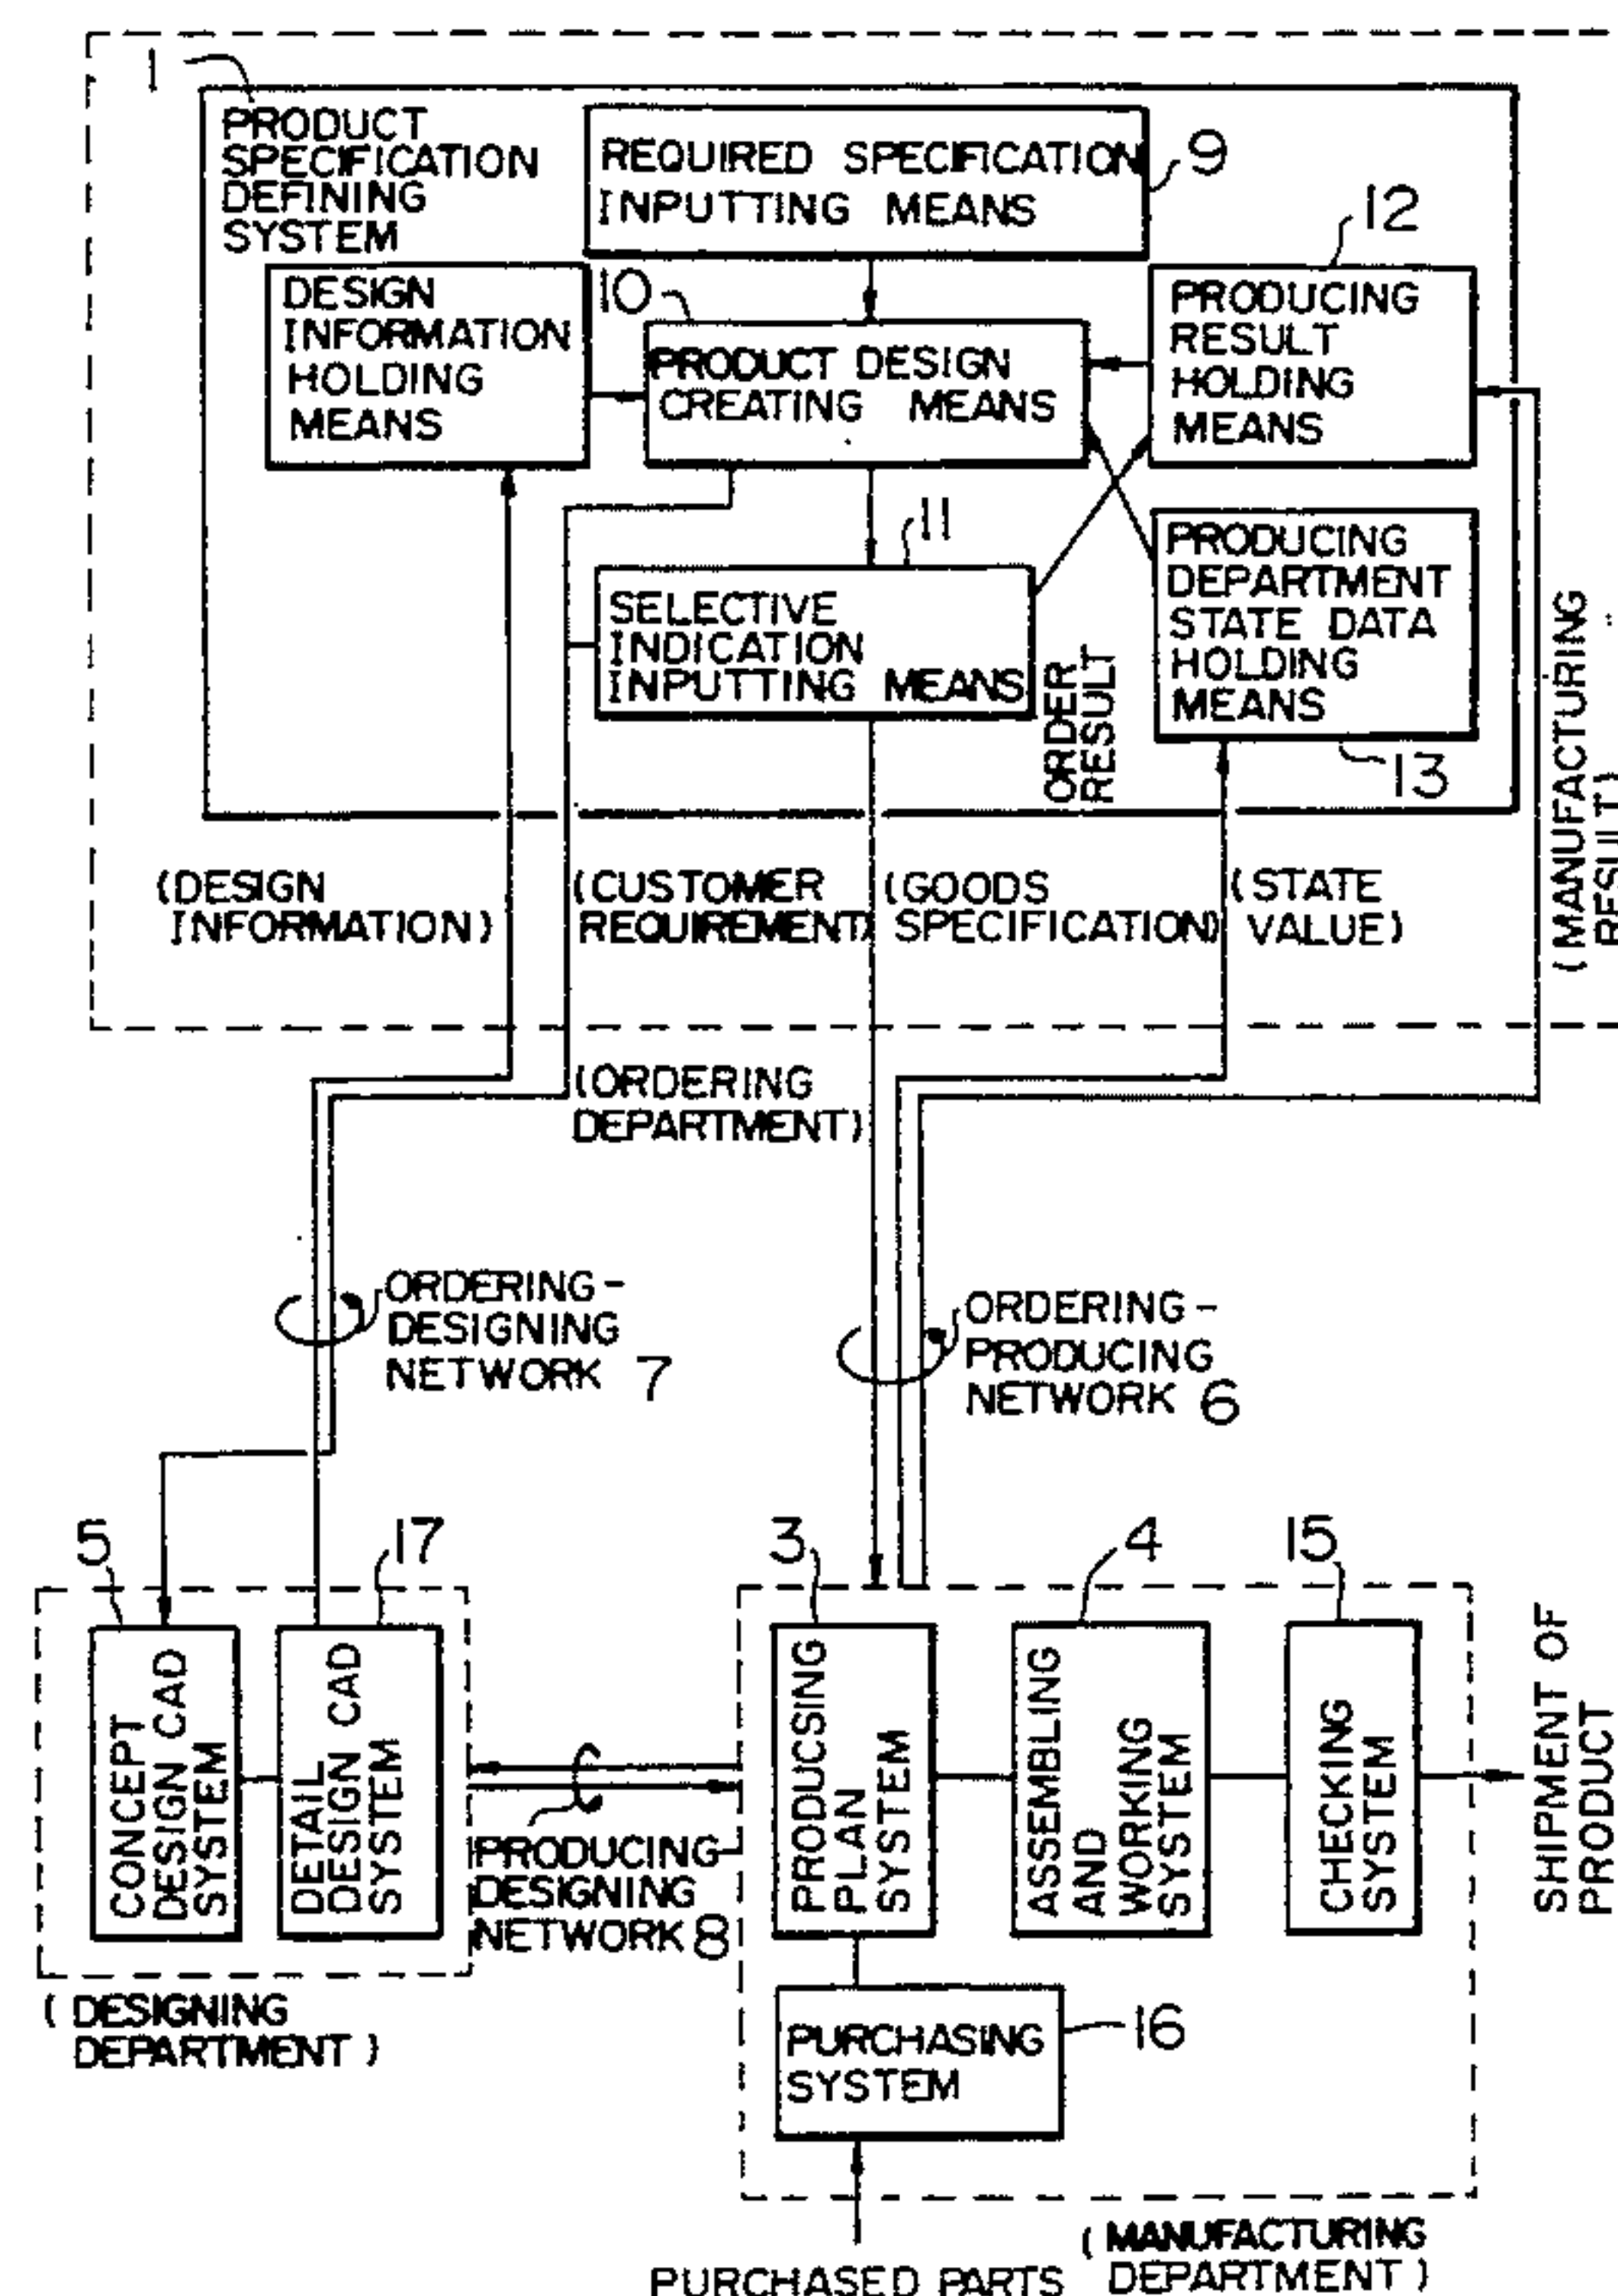 1
PRODUCT
SPECIFICATION
DEFINING
SYSTEM
REQUIRED SPECIFICATION
INPUTTING MEANS
9
DESIGN
INFORMATION
HOLDING
MEANS
10
PRODUCT DESIGN
CREATING MEANS
12
PRODUCING
RESULT
HOLDING
MEANS
11
SELECTIVE
INDICATION
INPUTTING MEANS
ORDER
RESULT
PRODUCING
DEPARTMENT
STATE DATA
HOLDING
MEANS
13
(MANUFACTURING
RESULT)
(DESIGN
INFORMATION)
(CUSTOMER
REQUIREMENT)
(GOODS
SPECIFICATION)
(STATE
VALUE)
(ORDERING
DEPARTMENT)
ORDERING-
DESIGNING
NETWORK 7
ORDERING-
PRODUCING
NETWORK 6
5
CONCEPT
DESIGN CAD
SYSTEM
17
DETAIL
DESIGN CAD
SYSTEM
PRODUCING-
DESIGNING
NETWORK 8
(DESIGNING
DEPARTMENT)
3
PRODUCSING
PLAN
SYSTEM
4
ASSEMBLING
AND
WORKING
SYSTEM
15
CHECKING
SYSTEM
SHIPMENT OF
PRODUCT
PURCHASING
SYSTEM
16
PURCHASED PARTS
(MANUFACTURING
DEPARTMENT)